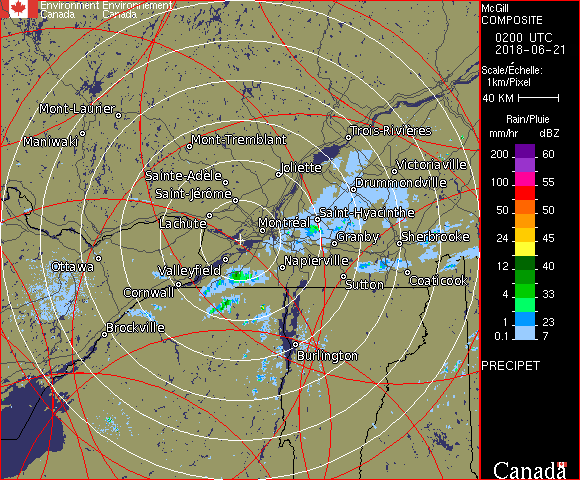 Environment Environnement
Canada Canada
McGill
COMPOSITE
0200 UTC
2018-06-21
Scale/Échelle:
1km/Pixel
40 KM
Rain/Pluie
mm/hr dBZ
200 60
100 55
50 50
24 45
12 40
4 33
1 23
0.1 7
PRECIPET
Canada
Mont-Laurier
Maniwaki
Mont-Tremblant
Trois-Rivières
Sainte-Adèle
Joliette
Victoriaville
Saint-Jérôme
Drummondville
Lachute
Montréal
Saint-Hyacinthe
Granby
Sherbrooke
Ottawa
Valleyfield
Napierville
Cornwall
Sutton
Coaticook
Brockville
Burlington